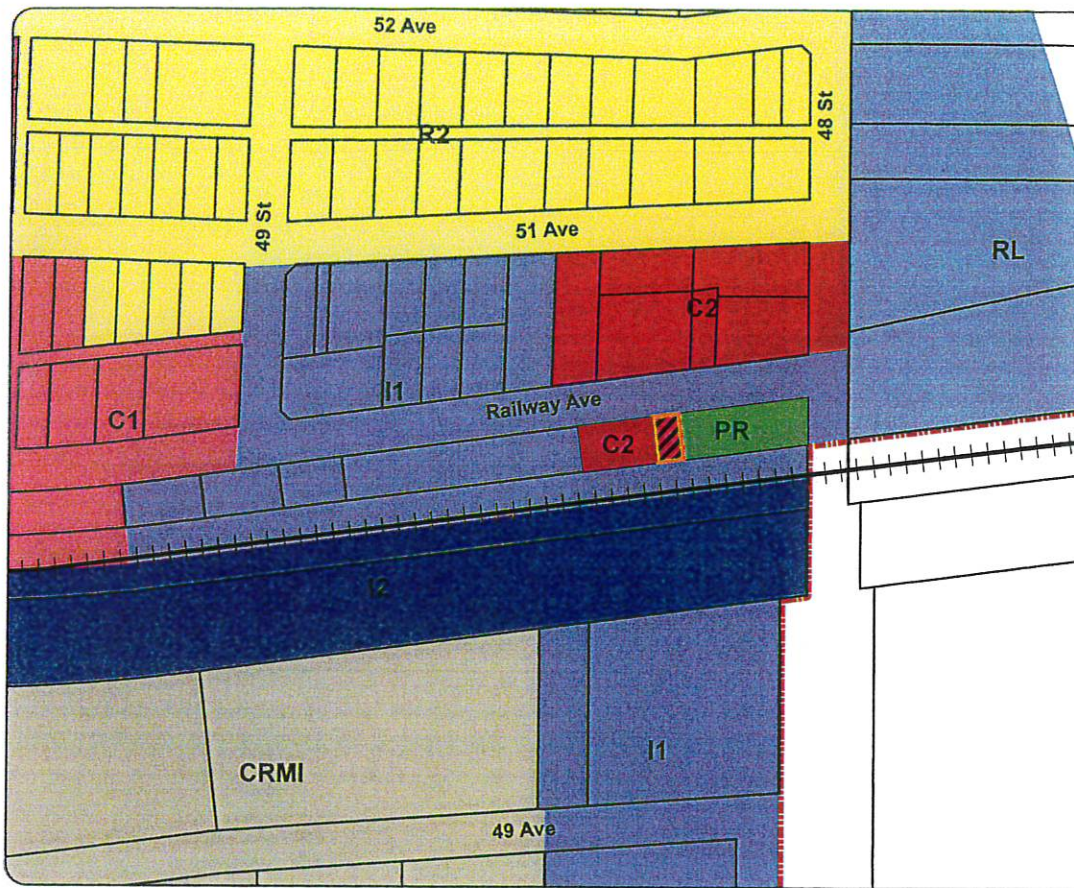 52 Ave
48 St
R2
49 St
51 Ave
RL
C2
I1
Railway Ave
C1
C2
PR
I2
I1
CRMI
49 Ave